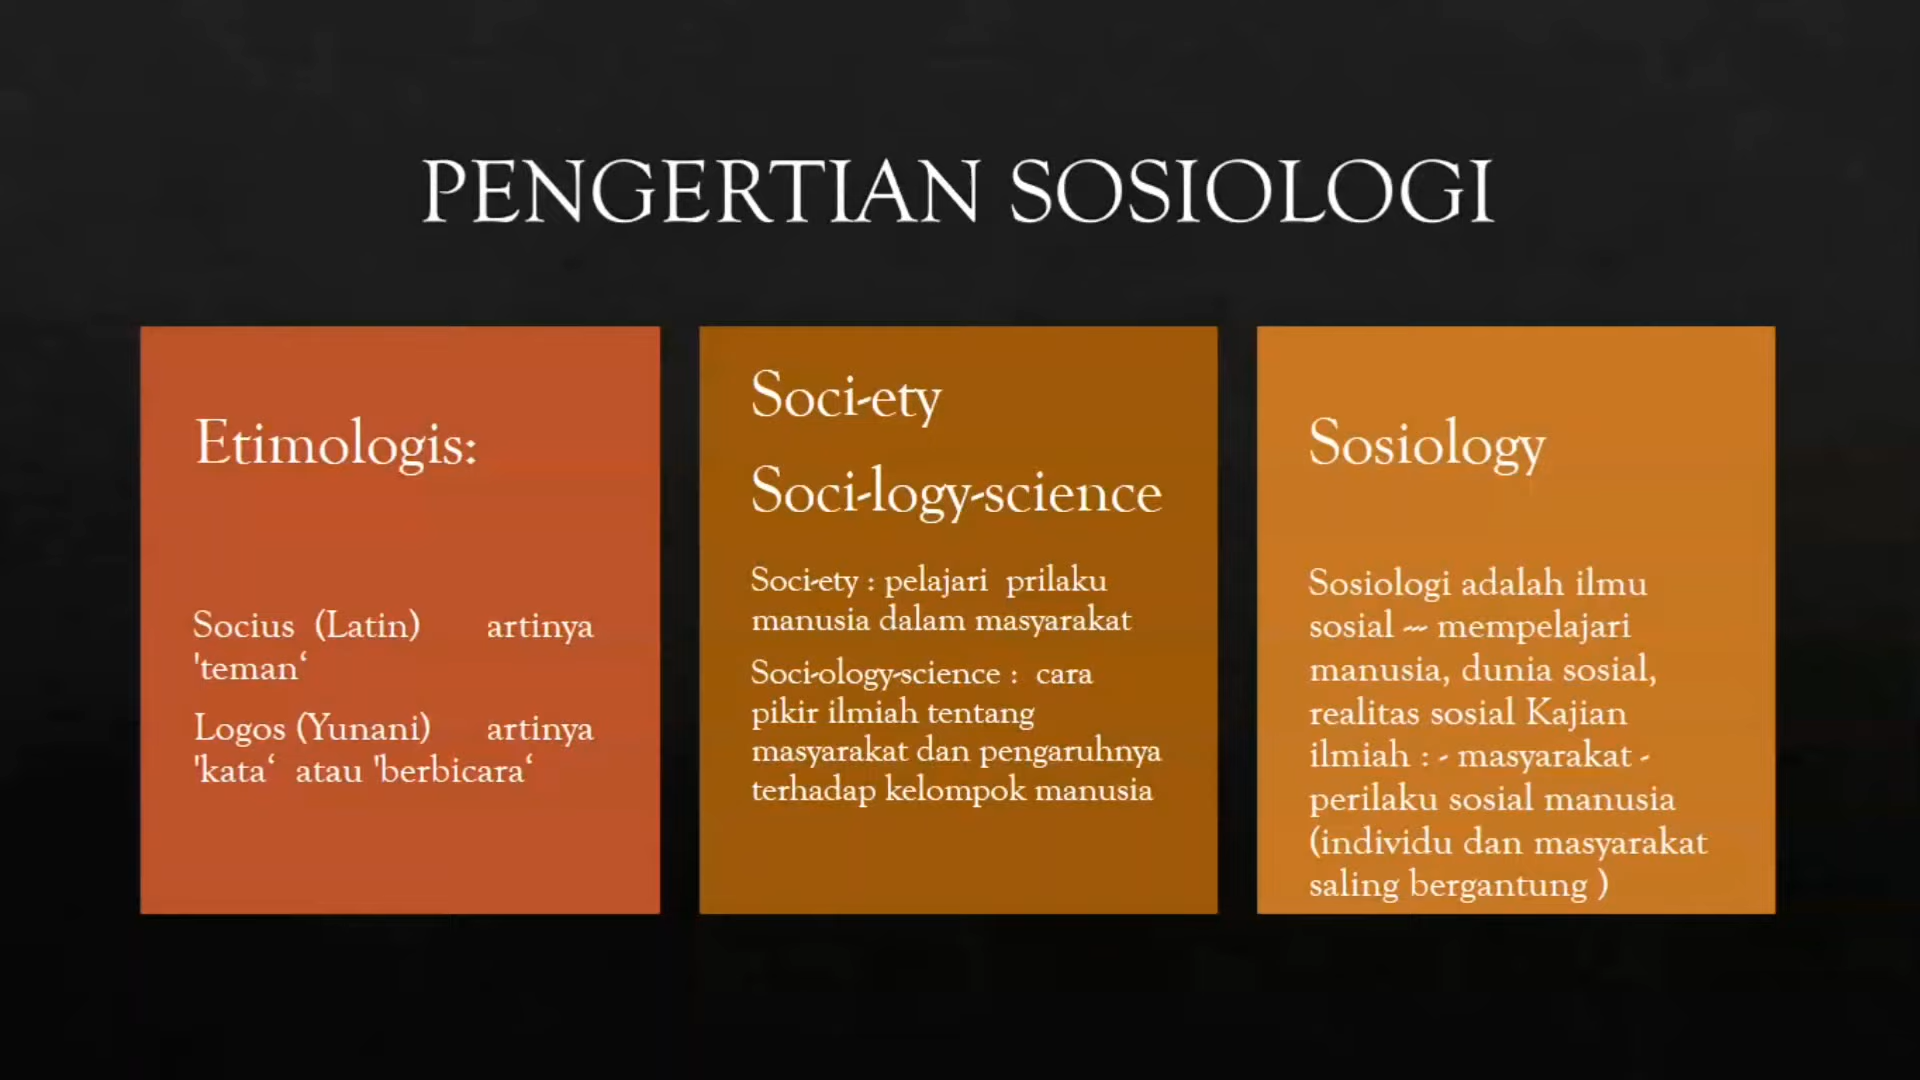 PENGERTIAN SOSIOLOGI
Etimologis:
Socius (Latin) artinya
'teman‘
Logos (Yunani) artinya
'kata‘ atau 'berbicara‘
Soci-ety
Soci-logy-science
Soci-ety : pelajari prilaku
manusia dalam masyarakat
Soci-ology-science : cara
pikir ilmiah tentang
masyarakat dan pengaruhnya
terhadap kelompok manusia
Sosiology
Sosiologi adalah ilmu
sosial --- mempelajari
manusia, dunia sosial,
realitas sosial Kajian
ilmiah : - masyarakat -
perilaku sosial manusia
(individu dan masyarakat
saling bergantung )